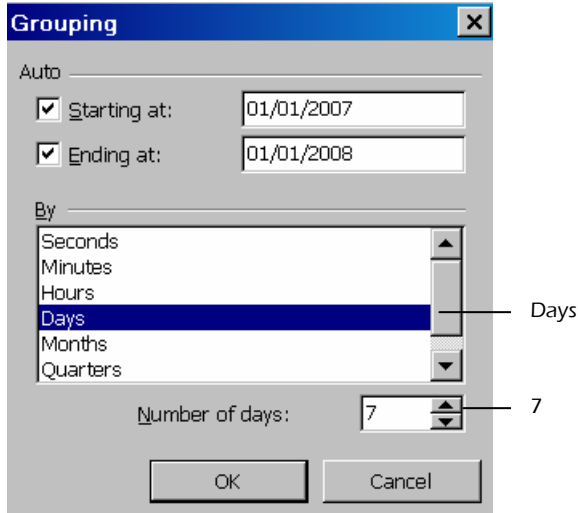 Grouping
Auto
Starting at: 01/01/2007
Ending at: 01/01/2008
By
Seconds
Minutes
Hours
Days
Days
Months
Quarters
Number of days: 7
7
OK Cancel